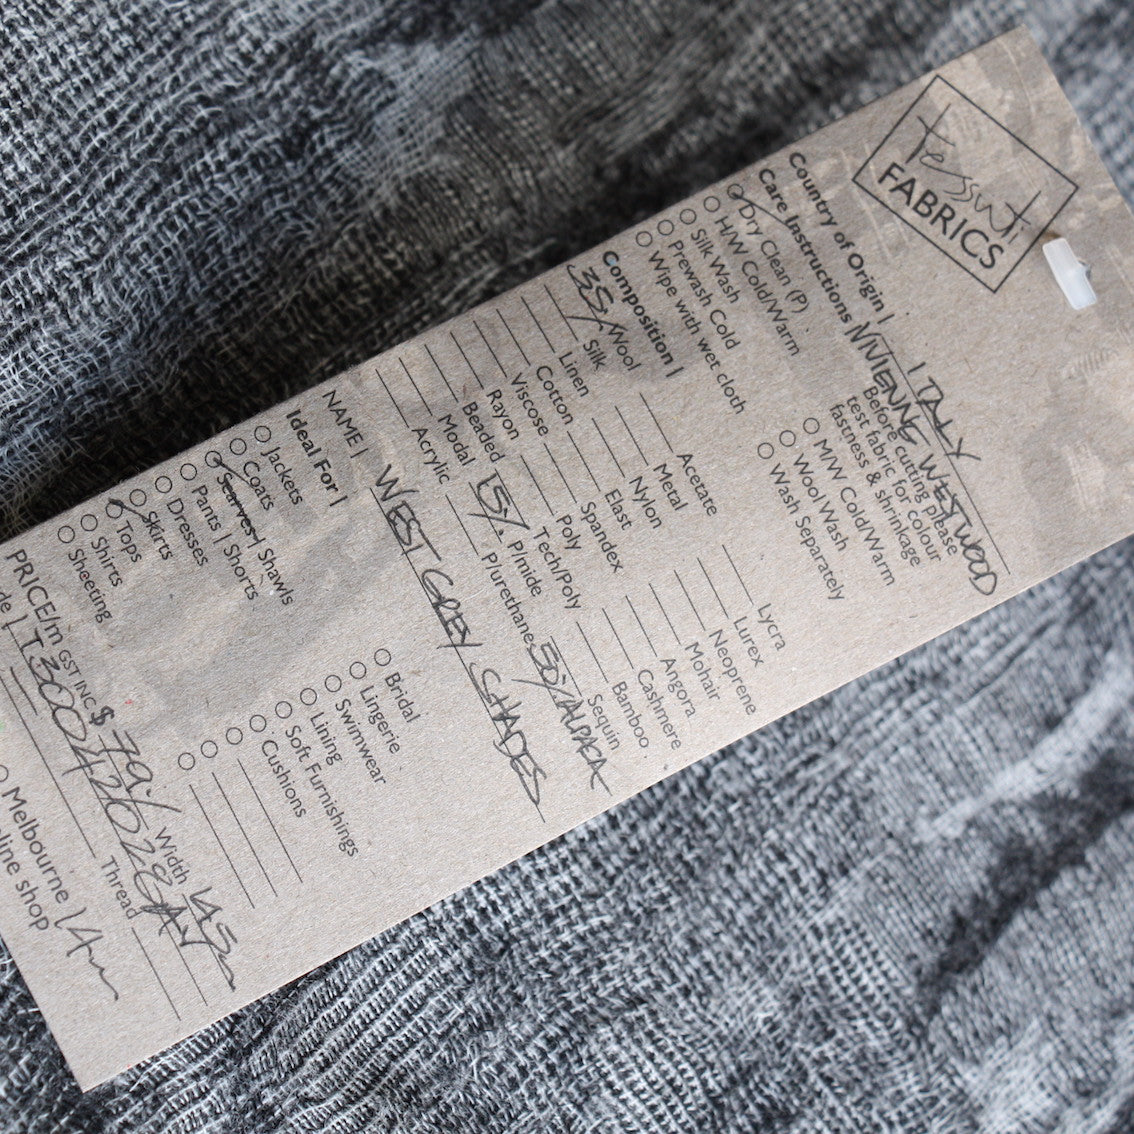 tessuti
FABRICS
Country of Origin | ITALY
Care Instructions VIVIENNE WESTWOOD
Dry Clean (P)
H/W Cold/Warm
Silk Wash
Prewash Cold
Wipe with wet cloth
Before cutting please
test fabric for colour
fastness & shrinkage
M/W Cold/Warm
Wool Wash
Wash Separately
Composition |
35% Wool
Silk
Linen
Cotton
Viscose
Rayon
Beaded
Modal
Acrylic
Acetate
Metal
Nylon
Elast
Spandex
Poly
Tech/Poly
15% P/mide
P/urethane
Lycra
Lurex
Neoprene
Mohair
Angora
Cashmere
Bamboo
Sequin
50% ALPACA
NAME | WEST GREY SHADES
Ideal For |
Jackets
Coats
Scarves | Shawls
Pants | Shorts
Dresses
Skirts
Tops
Shirts
Sheeting
Bridal
Lingerie
Swimwear
Lining
Soft Furnishings
Cushions
PRICE/m GST INC $ 79% Width 145m
Thread
Melbourne 14m
line shop